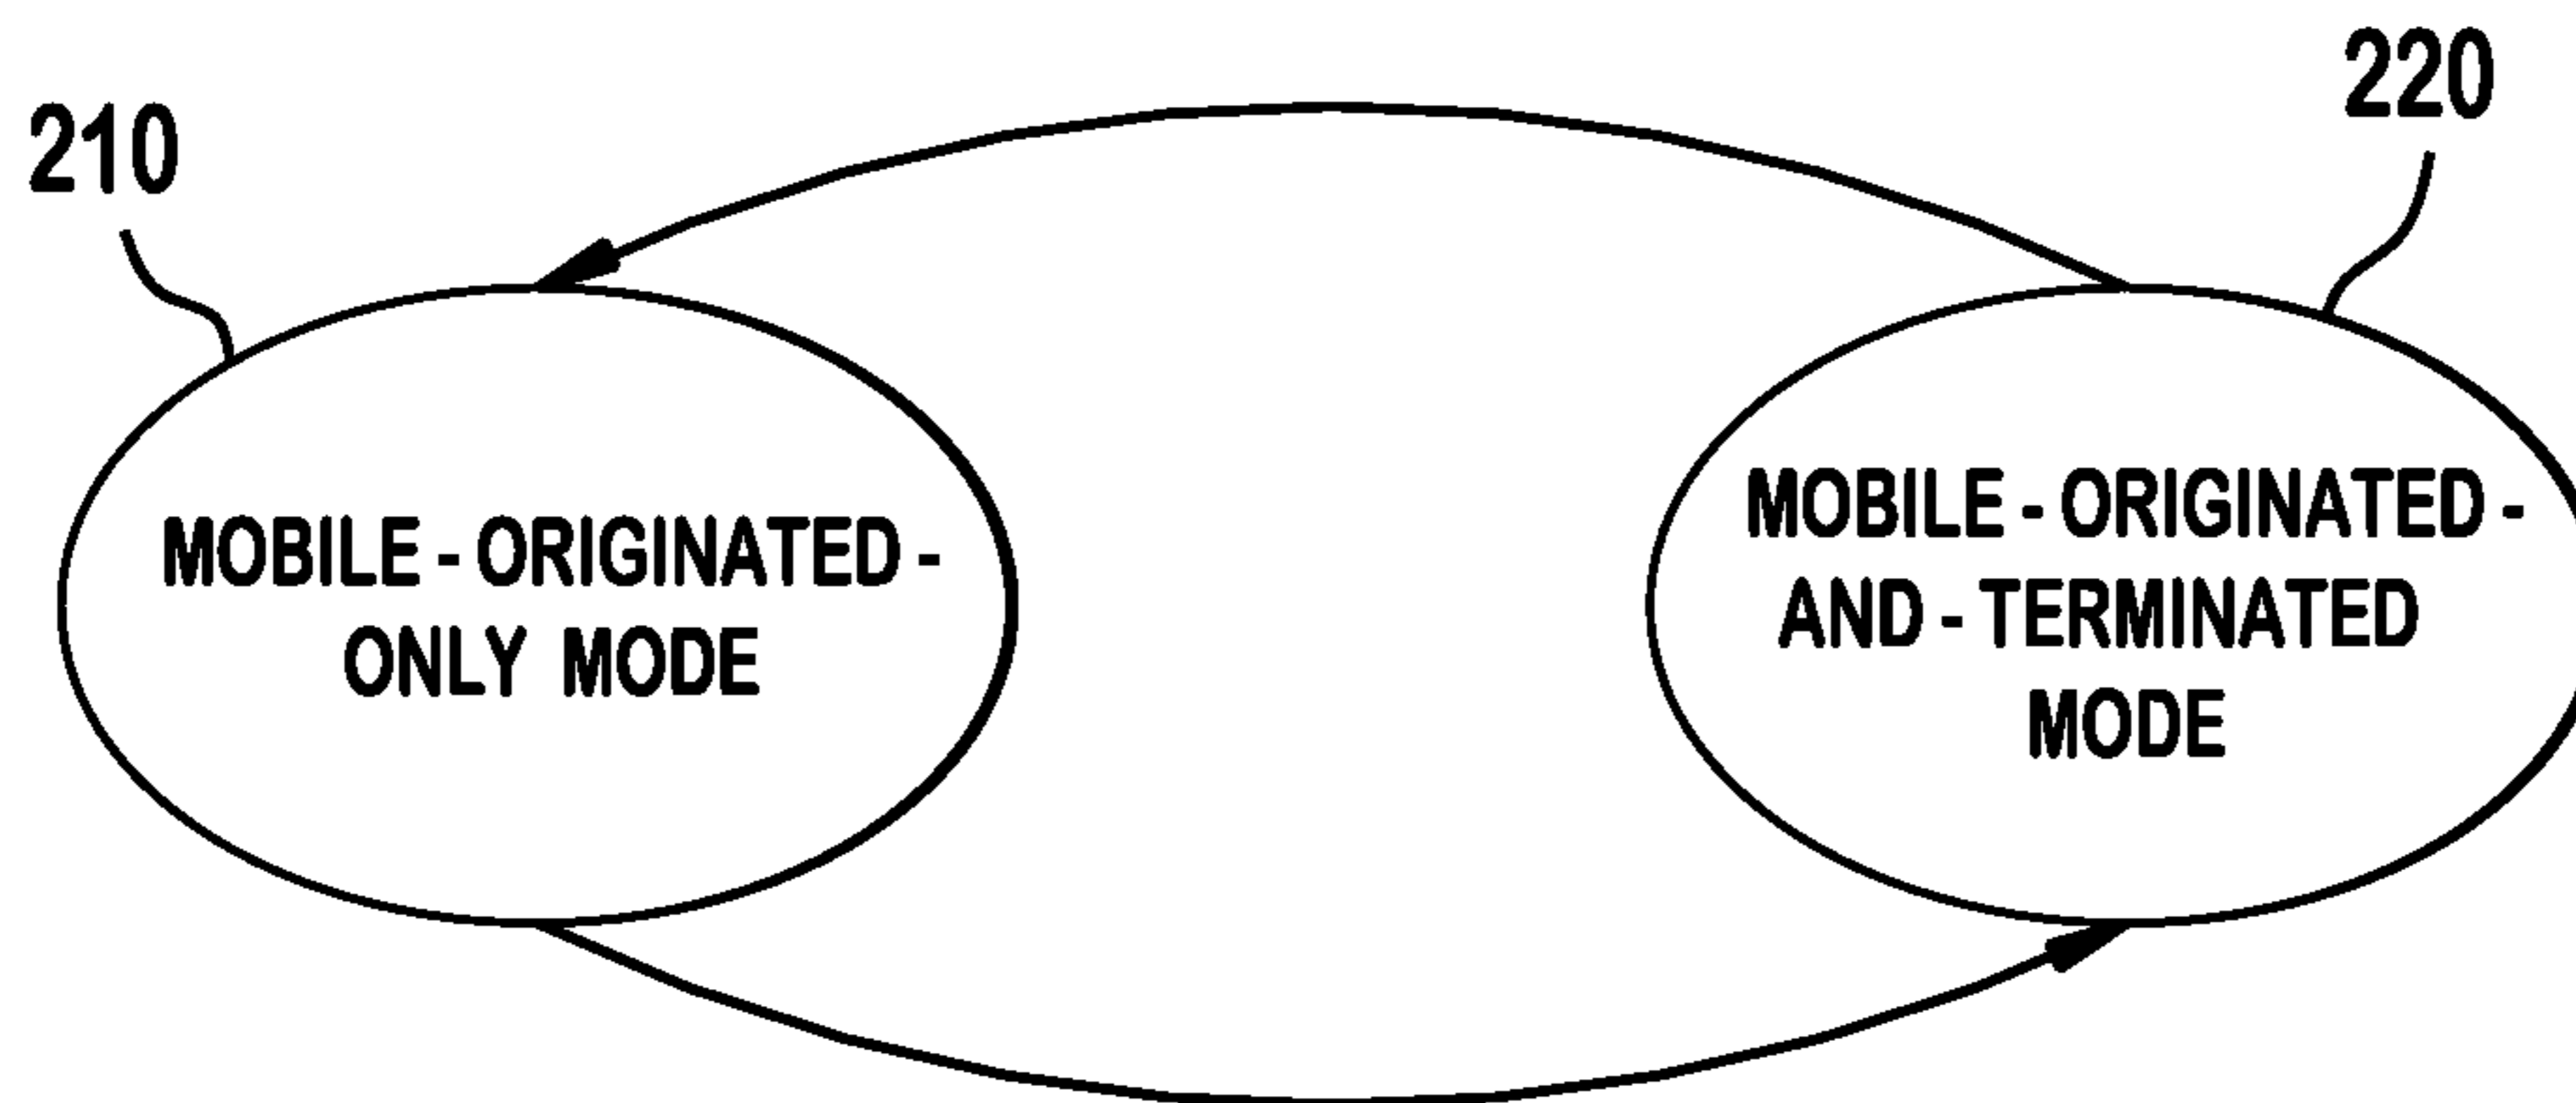 210
220
MOBILE - ORIGINATED -
ONLY MODE
MOBILE - ORIGINATED -
AND - TERMINATED
MODE